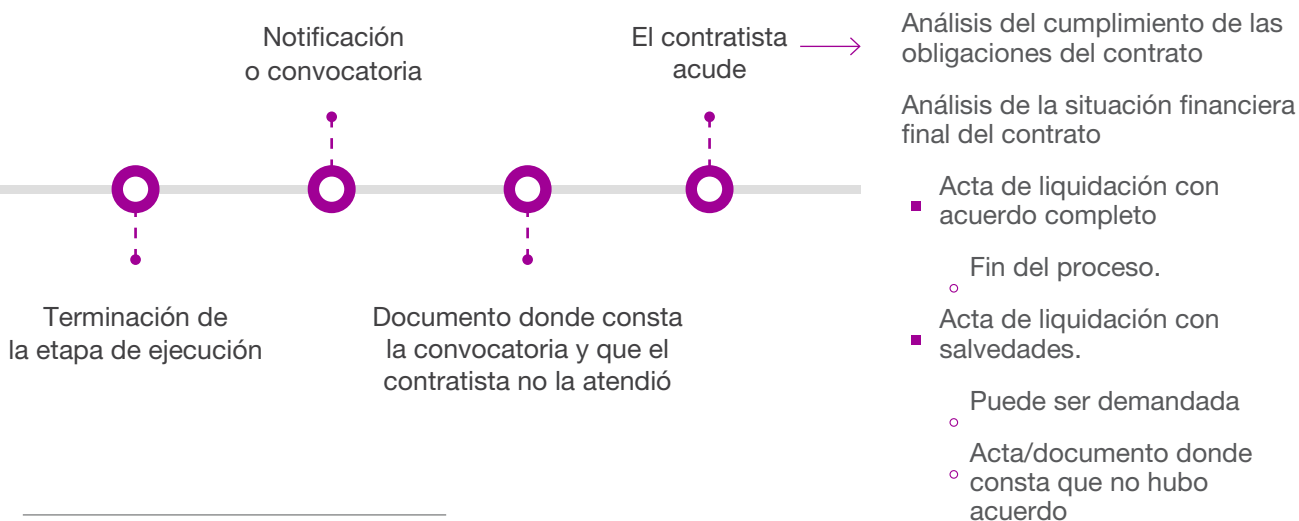 Notificación
o convocatoria
El contratista
acude
Terminación de
la etapa de ejecución
Documento donde consta
la convocatoria y que el
contratista no la atendió
Análisis del cumplimiento de las
obligaciones del contrato
Análisis de la situación financiera
final del contrato
Acta de liquidación con
acuerdo completo
Fin del proceso.
Acta de liquidación con
salvedades.
Puede ser demandada
Acta/documento donde
consta que no hubo
acuerdo